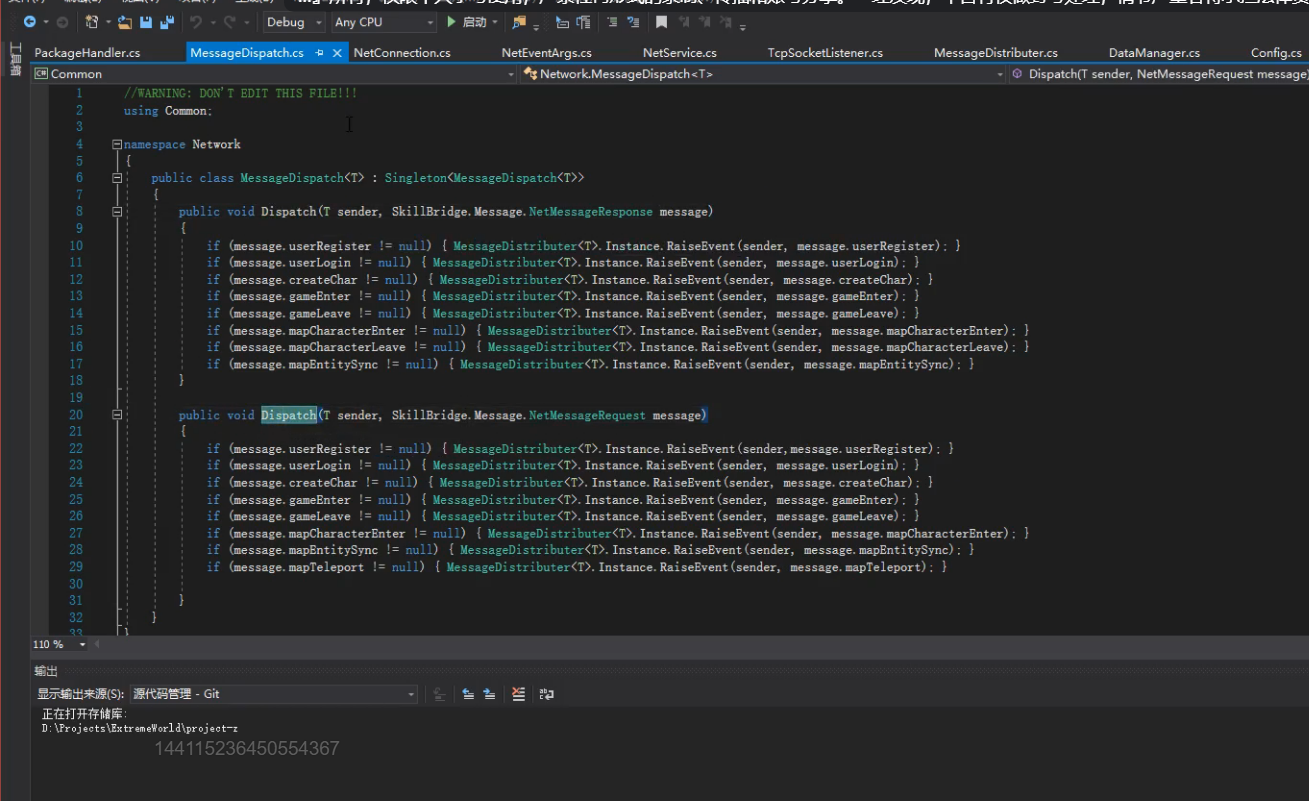 Debug Any CPU 启动
PackageHandler.cs MessageDispatch.cs NetConnection.cs NetEventArgs.cs NetService.cs TcpSocketListener.cs MessageDistributer.cs DataManager.cs Config.cs
Common Network.MessageDispatch<T> Dispatch(T sender, NetMessageRequest message)
1 //WARNING: DON'T EDIT THIS FILE!!!
2 using Common;
3
4 namespace Network
5 {
6 public class MessageDispatch<T> : Singleton<MessageDispatch<T>>
7 {
8 public void Dispatch(T sender, SkillBridge.Message.NetMessageResponse message)
9 {
10 if (message.userRegister != null) { MessageDistributer<T>.Instance.RaiseEvent(sender, message.userRegister); }
11 if (message.userLogin != null) { MessageDistributer<T>.Instance.RaiseEvent(sender, message.userLogin); }
12 if (message.createChar != null) { MessageDistributer<T>.Instance.RaiseEvent(sender, message.createChar); }
13 if (message.gameEnter != null) { MessageDistributer<T>.Instance.RaiseEvent(sender, message.gameEnter); }
14 if (message.gameLeave != null) { MessageDistributer<T>.Instance.RaiseEvent(sender, message.gameLeave); }
15 if (message.mapCharacterEnter != null) { MessageDistributer<T>.Instance.RaiseEvent(sender, message.mapCharacterEnter); }
16 if (message.mapCharacterLeave != null) { MessageDistributer<T>.Instance.RaiseEvent(sender, message.mapCharacterLeave); }
17 if (message.mapEntitySync != null) { MessageDistributer<T>.Instance.RaiseEvent(sender, message.mapEntitySync); }
18 }
19
20 public void Dispatch(T sender, SkillBridge.Message.NetMessageRequest message)
21 {
22 if (message.userRegister != null) { MessageDistributer<T>.Instance.RaiseEvent(sender,message.userRegister); }
23 if (message.userLogin != null) { MessageDistributer<T>.Instance.RaiseEvent(sender, message.userLogin); }
24 if (message.createChar != null) { MessageDistributer<T>.Instance.RaiseEvent(sender, message.createChar); }
25 if (message.gameEnter != null) { MessageDistributer<T>.Instance.RaiseEvent(sender, message.gameEnter); }
26 if (message.gameLeave != null) { MessageDistributer<T>.Instance.RaiseEvent(sender, message.gameLeave); }
27 if (message.mapCharacterEnter != null) { MessageDistributer<T>.Instance.RaiseEvent(sender, message.mapCharacterEnter); }
28 if (message.mapEntitySync != null) { MessageDistributer<T>.Instance.RaiseEvent(sender, message.mapEntitySync); }
29 if (message.mapTeleport != null) { MessageDistributer<T>.Instance.RaiseEvent(sender, message.mapTeleport); }
30
31 }
32 }
33 }
110 %
输出
显示输出来源(S): 源代码管理 - Git
正在打开存储库:
D:\Projects\ExtremeWorld\project-z
144115236450554367